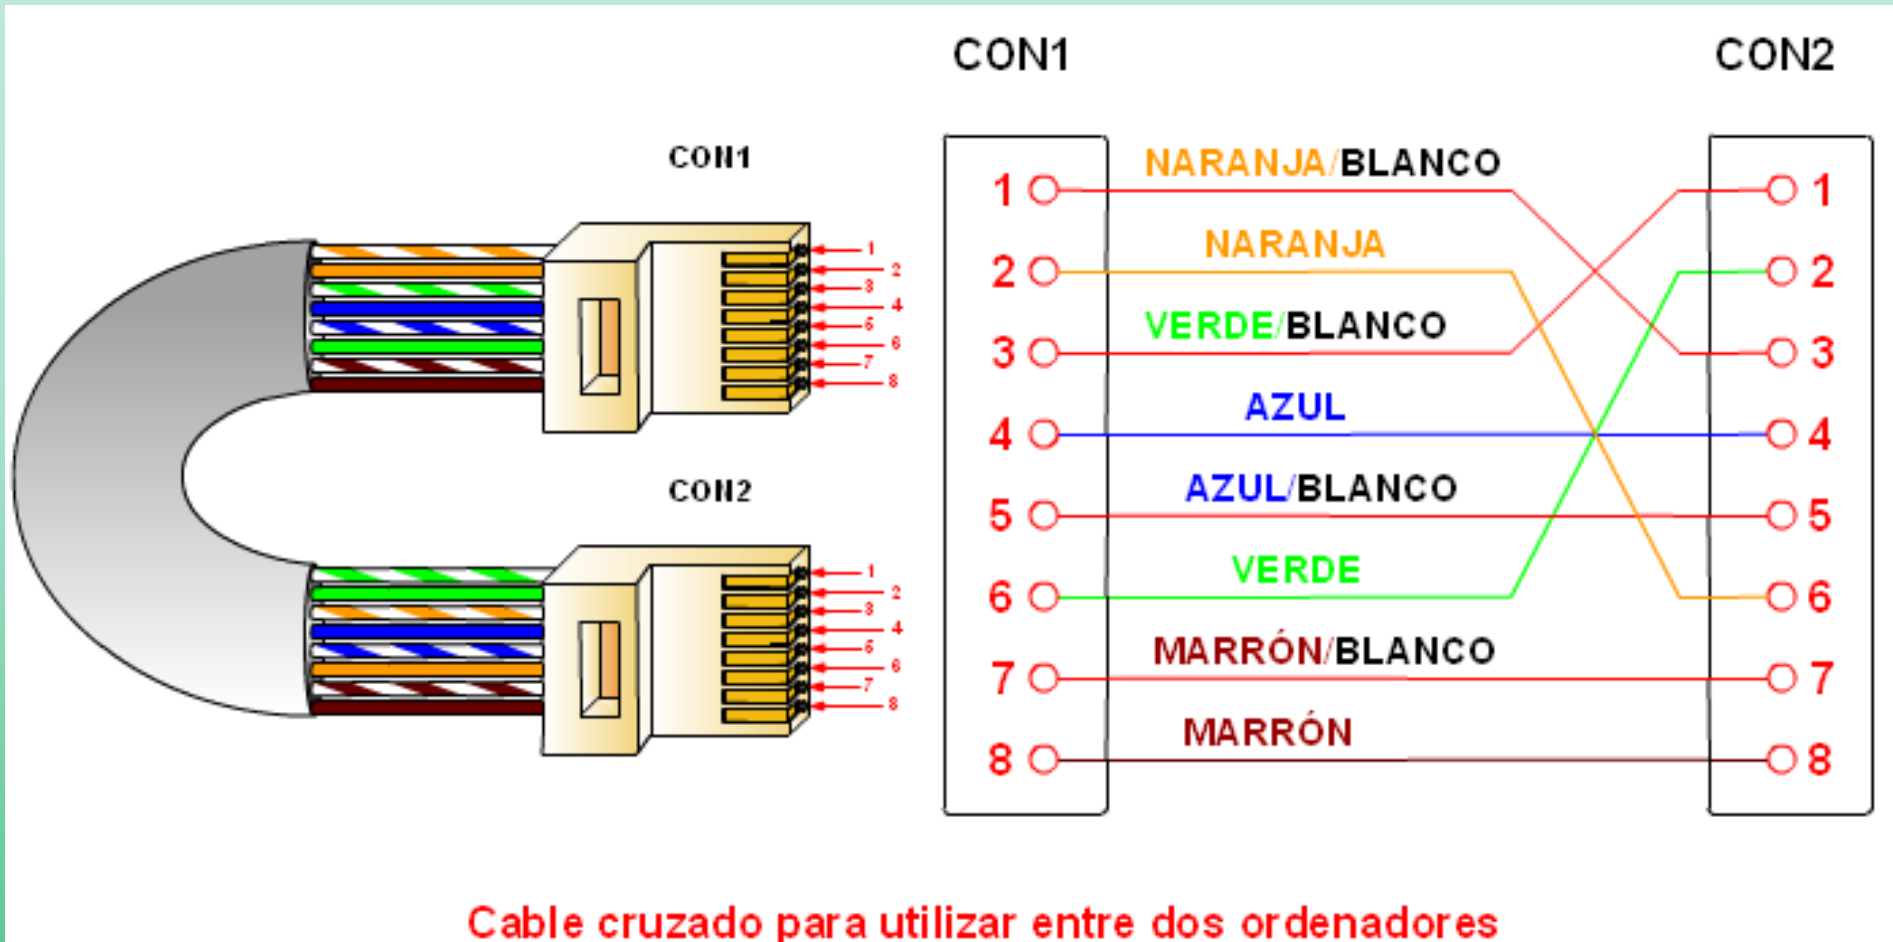 CON1
1
2
3
4
5
6
7
8
CON2
1
2
3
4
5
6
7
8
CON1 CON2
1 NARANJA/BLANCO 1
2 NARANJA 2
3 VERDE/BLANCO 3
4 AZUL 4
5 AZUL/BLANCO 5
6 VERDE 6
7 MARRÓN/BLANCO 7
8 MARRÓN 8
Cable cruzado para utilizar entre dos ordenadores